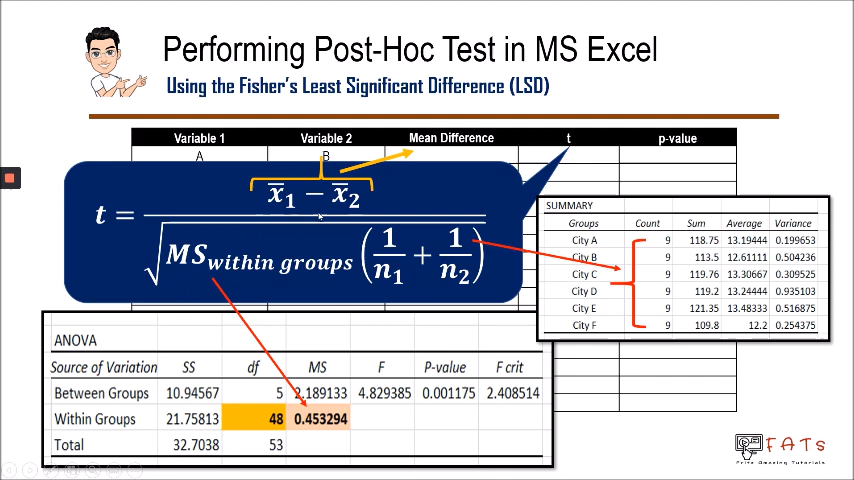 Performing Post-Hoc Test in MS Excel
Using the Fisher's Least Significant Difference (LSD)
Variable 1 Variable 2 Mean Difference t p-value
A B
t = x̅₁ − x̅₂ / √ MS within groups (1/n₁ + 1/n₂)
SUMMARY
Groups Count Sum Average Variance
City A 9 118.75 13.19444 0.199653
City B 9 113.5 12.61111 0.504236
City C 9 119.76 13.30667 0.309525
City D 9 119.2 13.24444 0.935103
City E 9 121.35 13.48333 0.516875
City F 9 109.8 12.2 0.254375
ANOVA
Source of Variation SS df MS F P-value F crit
Between Groups 10.94567 5 2.189133 4.829385 0.001175 2.408514
Within Groups 21.75813 48 0.453294
Total 32.7038 53
FATs
Fritz Amazing Tutorials